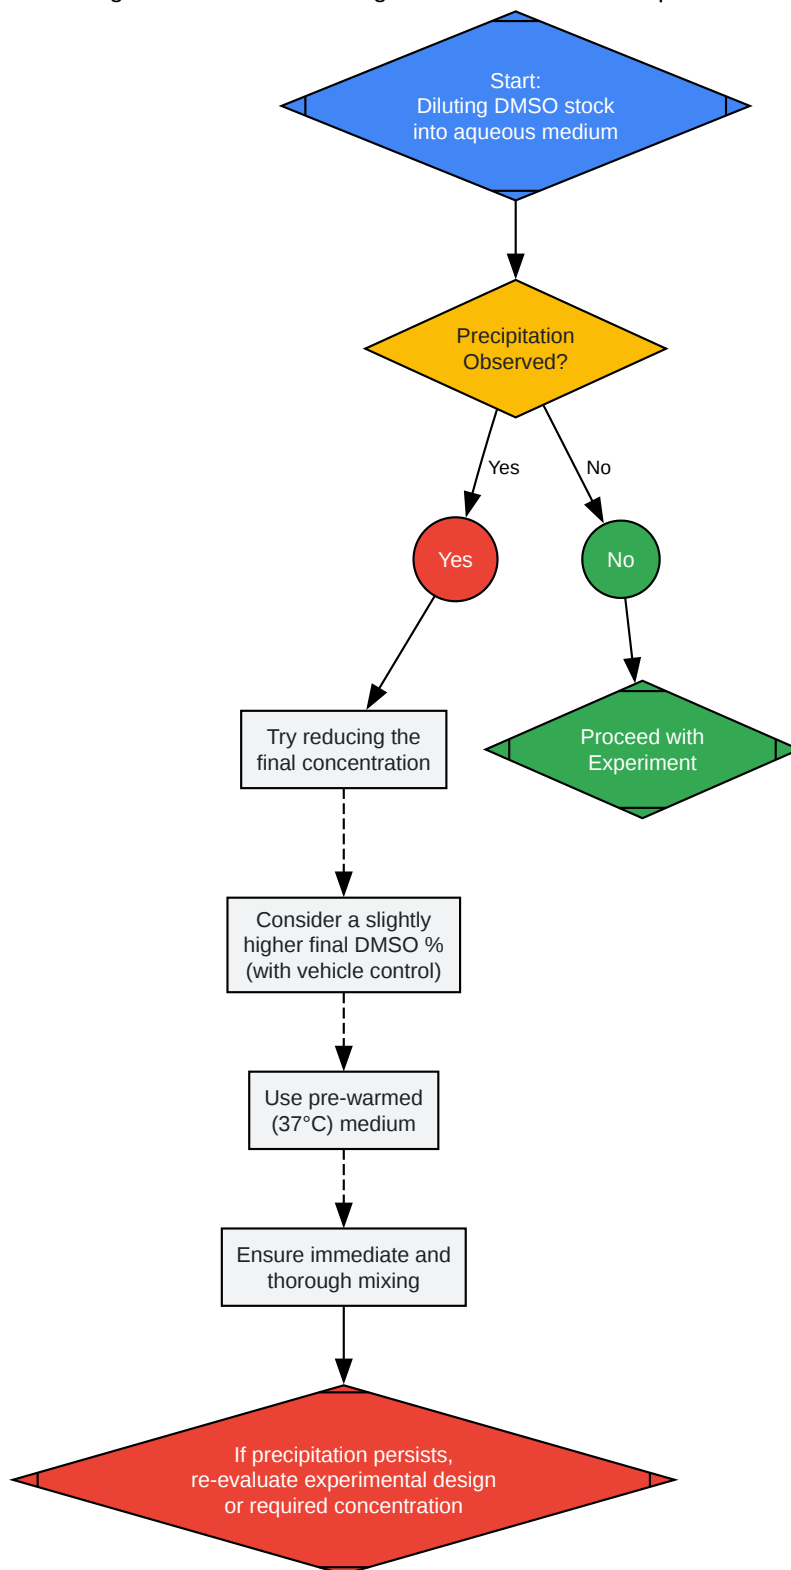 Start:
Diluting DMSO stock
into aqueous medium
Precipitation
Observed?
Yes
No
Yes
No
Try reducing the
final concentration
Proceed with
Experiment
Consider a slightly
higher final DMSO %
(with vehicle control)
Use pre-warmed
(37°C) medium
Ensure immediate and
thorough mixing
If precipitation persists,
re-evaluate experimental design
or required concentration